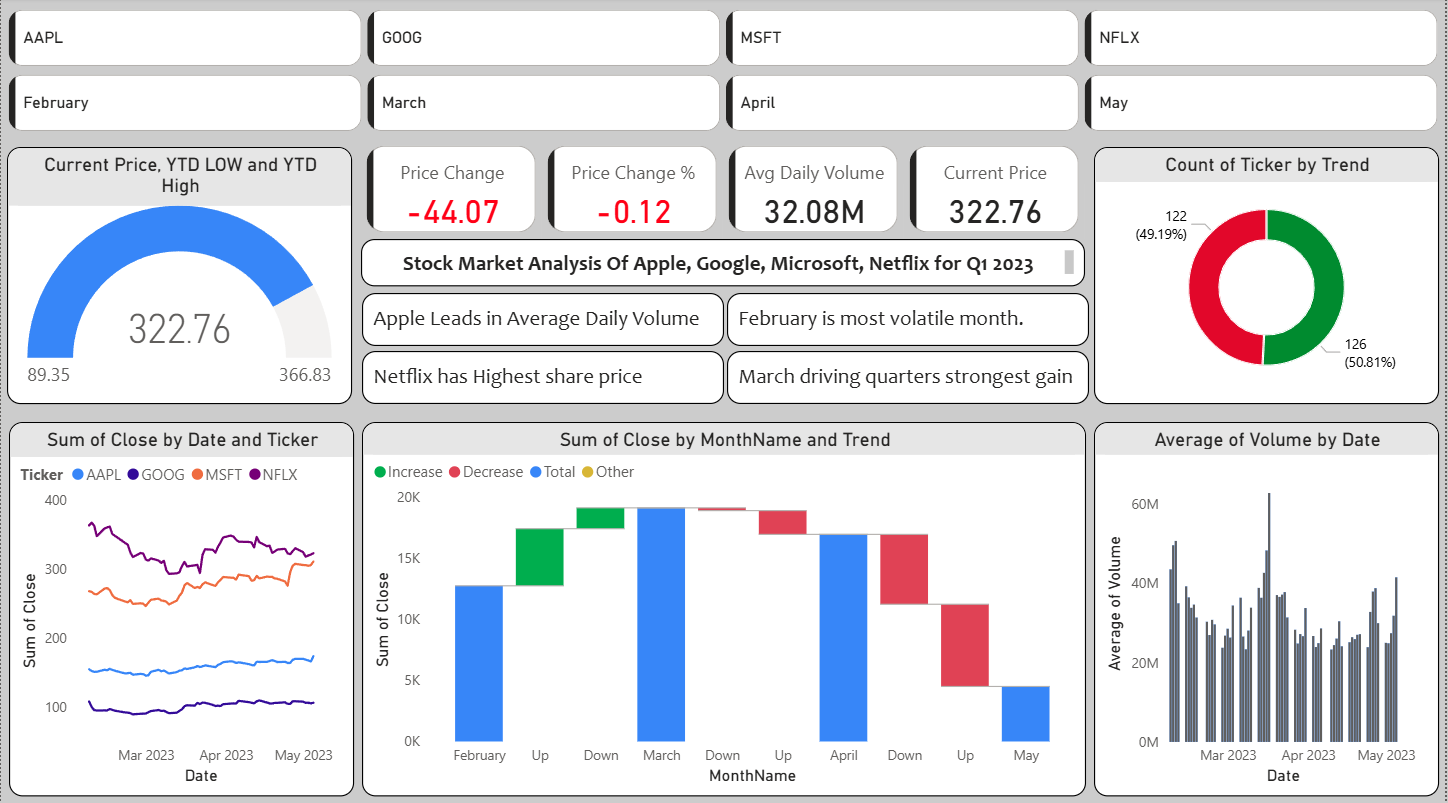 AAPL
GOOG
MSFT
NFLX
February
March
April
May
Current Price, YTD LOW and YTD
High
322.76
89.35
366.83
Price Change
-44.07
Price Change %
-0.12
Avg Daily Volume
32.08M
Current Price
322.76
Stock Market Analysis Of Apple, Google, Microsoft, Netflix for Q1 2023
Apple Leads in Average Daily Volume
February is most volatile month.
Netflix has Highest share price
March driving quarters strongest gain
Count of Ticker by Trend
122
(49.19%)
126
(50.81%)
Sum of Close by Date and Ticker
Ticker AAPL GOOG MSFT NFLX
400
300
200
100
Sum of Close
Mar 2023 Apr 2023 May 2023
Date
Sum of Close by MonthName and Trend
Increase Decrease Total Other
20K
15K
10K
5K
0K
Sum of Close
February Up Down March Down Up April Down Up May
MonthName
Average of Volume by Date
60M
40M
20M
0M
Average of Volume
Mar 2023 Apr 2023 May 2023
Date